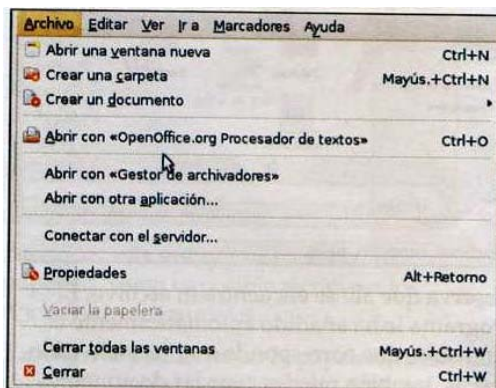 Archivo Editar Ver Ir a Marcadores Ayuda
Abrir una ventana nueva Ctrl+N
Crear una carpeta Mayús.+Ctrl+N
Crear un documento
Abrir con «OpenOffice.org Procesador de textos» Ctrl+O
Abrir con «Gestor de archivadores»
Abrir con otra aplicación...
Conectar con el servidor...
Propiedades Alt+Retorno
Vaciar la papelera
Cerrar todas las ventanas Mayús.+Ctrl+W
Cerrar Ctrl+W